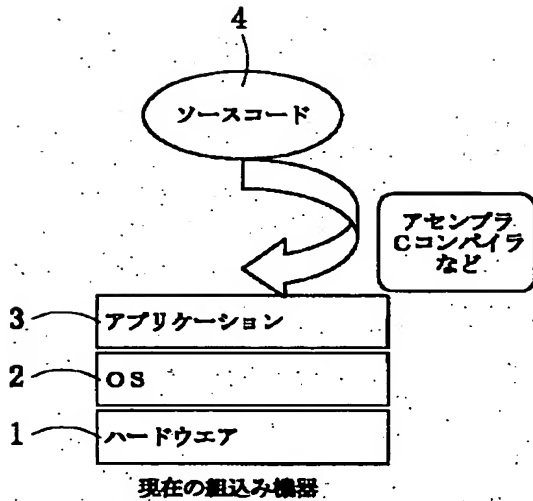 4
ソースコード
アセンブラ
Cコンパイラ
など
3 アプリケーション
2 OS
1 ハードウエア
現在の組込み機器